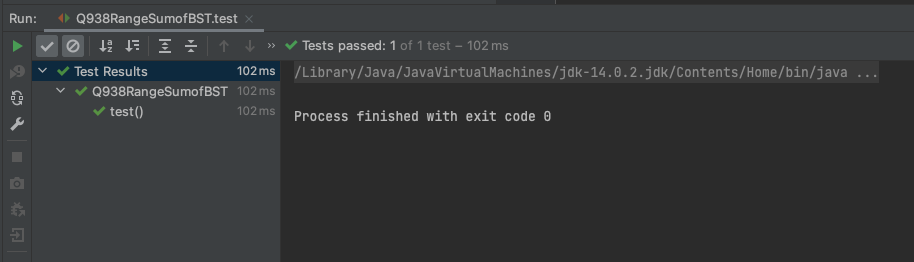 Run: Q938RangeSumofBST.test ×
Tests passed: 1 of 1 test – 102 ms
Test Results 102 ms
Q938RangeSumofBST 102 ms
test() 102 ms
/Library/Java/JavaVirtualMachines/jdk-14.0.2.jdk/Contents/Home/bin/java ...
Process finished with exit code 0